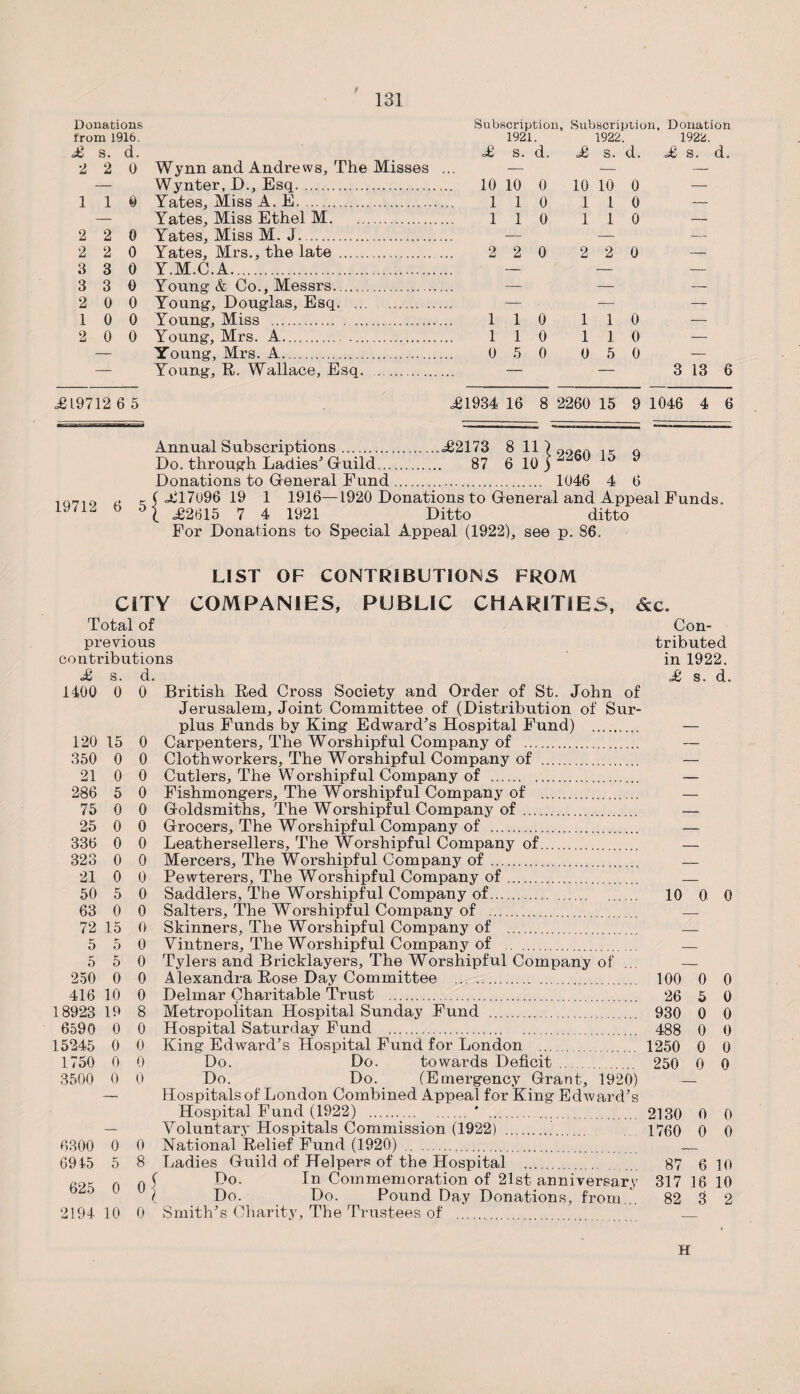 131
Donations Subscription, Subscription, Donation
from 1916. 1921. 1922. 1922.
£ s. d. £ s. d. £ s. d. £ s. d.
2 2 0 Wynn and Andrews, The Misses ... — — —
— Wynter, D., Esq. 10 10 0 10 10 0 —
1 1 0 Yates, Miss A. E. 1 1 0 1 1 0 —
— Yates, Miss Ethel M. 1 1 0 1 1 0 —
2 2 0 Yates, Miss M. J. — — —
2 2 0 Yates, Mrs., the late 2 2 0 2 2 0 —
3 3 0 Y.M.C.A. — — —
3 3 0 Young & Co., Messrs. — — —
2 0 0 Young, Douglas, Esq. — — —
1 0 0 Young, Miss 1 1 0 1 1 0 —
2 0 0 Young, Mrs. A. 1 1 0 1 1 0 —
— Young, Mrs. A. 0 5 0 0 5 0 —
— Young, R. Wallace, Esq. — — 3 13 6
£19712 6 5 £1934 16 8 2260 15 9 1046 4 6
Annual Subscriptions £2173 8 11 } 2260 15 9
Do. through Ladies' Guild 87 6 10 }
Donations to General Fund 1046 4 6
19712 6 5 { £17096 19 1 1916—1920 Donations to General and Appeal Funds.
{ £2615 7 4 1921 Ditto ditto
For Donations to Special Appeal (1922), see p. 86.
LIST OF CONTRIBUTIONS FROM
CITY COMPANIES, PUBLIC CHARITIES, &c.
Total of Con-
previous tributed
contributions in 1922.
£ s. d. £ s. d.
1400 0 0 British Red Cross Society and Order of St. John of
Jerusalem, Joint Committee of (Distribution of Sur-
plus Funds by King Edward's Hospital Fund) —
120 15 0 Carpenters, The Worshipful Company of —
350 0 0 Clothworkers, The Worshipful Company of —
21 0 0 Cutlers, The Worshipful Company of —
286 5 0 Fishmongers, The Worshipful Company of —
75 0 0 Goldsmiths, The Worshipful Company of —
25 0 0 Grocers, The Worshipful Company of —
336 0 0 Leathersellers, The Worshipful Company of —
323 0 0 Mercers, The Worshipful Company of —
21 0 0 Pewterers, The Worshipful Company of —
50 5 0 Saddlers, The Worshipful Company of 10 0 0
63 0 0 Salters, The Worshipful Company of —
72 15 0 Skinners, The Worshipful Company of —
5 5 0 Vintners, The Worshipful Company of —
5 5 0 Tylers and Bricklayers, The Worshipful Company of —
250 0 0 Alexandra Rose Day Committee 100 0 0
416 10 0 Delmar Charitable Trust 26 5 0
18923 19 8 Metropolitan Hospital Sunday Fund 930 0 0
6590 0 0 Hospital Saturday Fund 488 0 0
15245 0 0 King Edward's Hospital Fund for London 1250 0 0
1750 0 0 Do. Do. towards Deficit 250 0 0
3500 0 0 Do. Do. (Emergency Grant, 1920) —
— Hospitals of London Combined Appeal for King Edward's
Hospital Fund (1922) 2130 0 0
— Voluntary Hospitals Commission (1922) 1760 0 0
6300 0 0 National Relief Fund (1920) —
6945 5 8 Ladies Guild of Helpers of the Hospital 87 6 10
625 0 0 { Do. In Commemoration of 21st anniversary 317 16 10
{ Do. Do. Pound Day Donations, from 82 3 2
2194 10 0 Smith's Charity, The Trustees of —
H